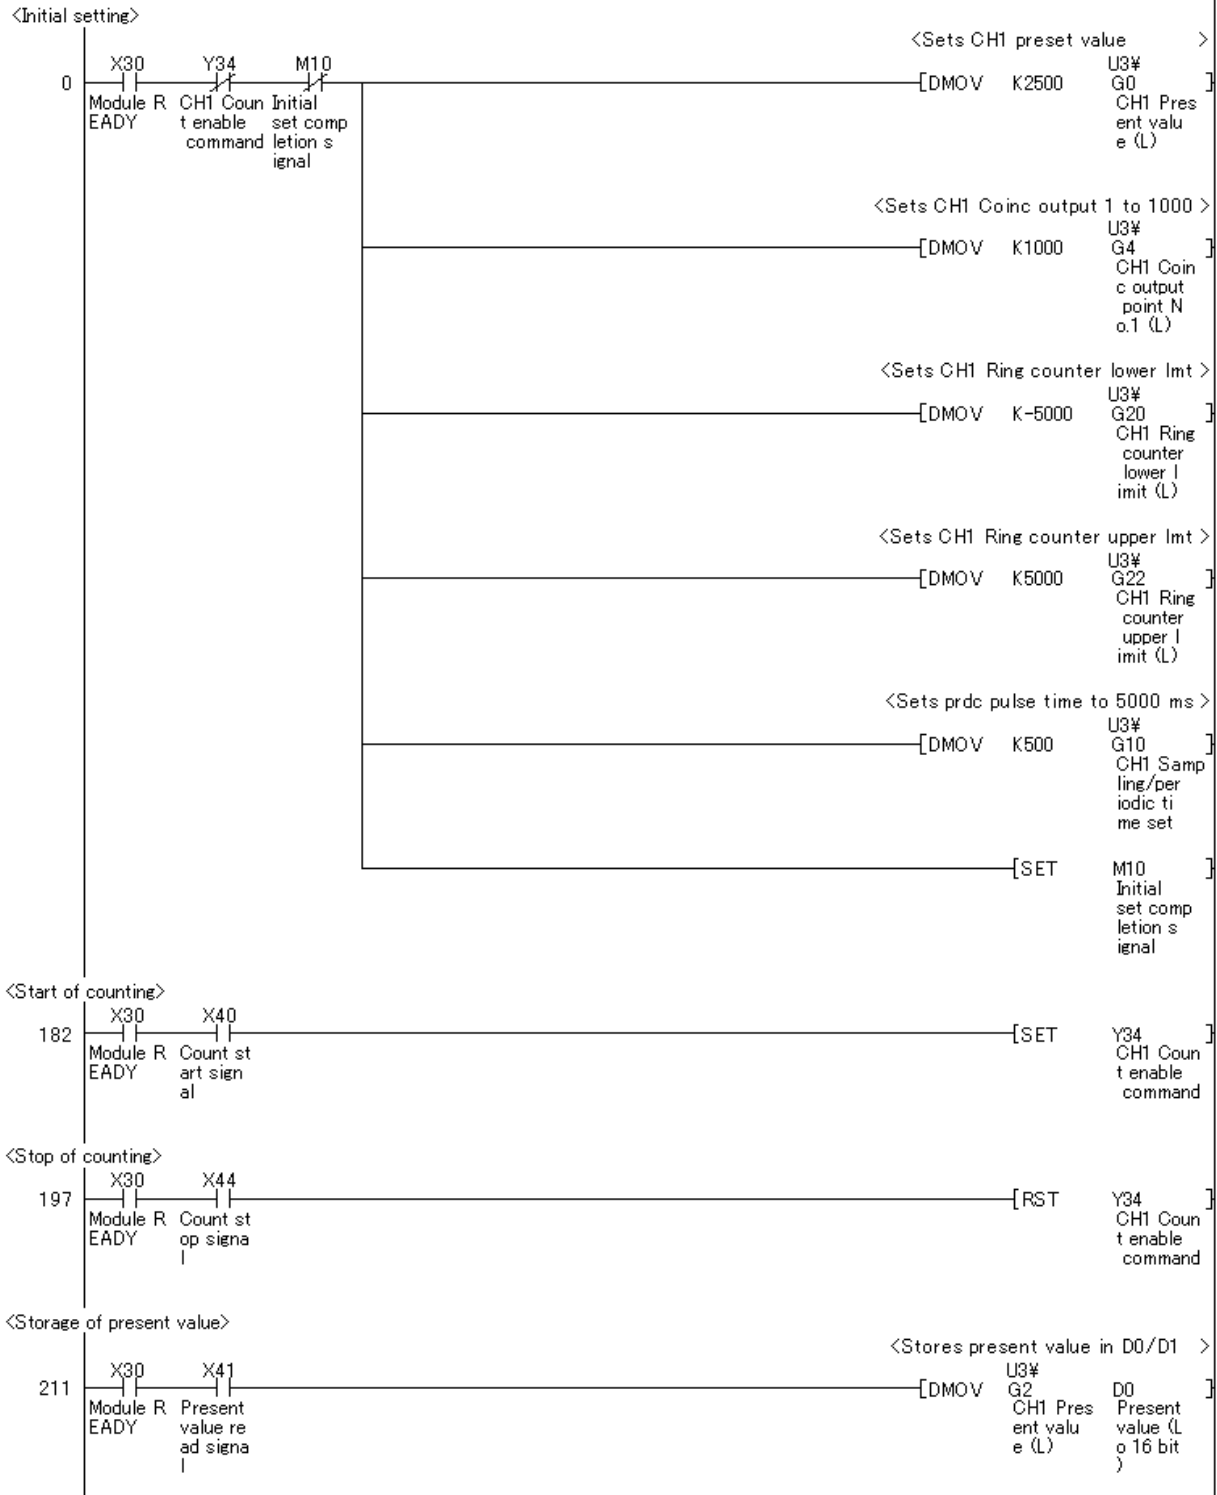 <Initial setting>
<Sets CH1 preset value >
X30 Y34 M10 U3¥
0 [DMOV K2500 G0 ]
Module R CH1 Coun Initial CH1 Pres
EADY t enable set comp ent valu
command letion s e (L)
ignal
<Sets CH1 Coinc output 1 to 1000 >
U3¥
[DMOV K1000 G4 ]
CH1 Coin
c output
point N
o.1 (L)
<Sets CH1 Ring counter lower lmt >
U3¥
[DMOV K-5000 G20 ]
CH1 Ring
counter
lower l
imit (L)
<Sets CH1 Ring counter upper lmt >
U3¥
[DMOV K5000 G22 ]
CH1 Ring
counter
upper l
imit (L)
<Sets prdc pulse time to 5000 ms >
U3¥
[DMOV K500 G10 ]
CH1 Samp
ling/per
iodic ti
me set
[SET M10 ]
Initial
set comp
letion s
ignal
<Start of counting>
X30 X40
182 [SET Y34 ]
Module R Count st CH1 Coun
EADY art sign t enable
al command
<Stop of counting>
X30 X44
197 [RST Y34 ]
Module R Count st CH1 Coun
EADY op signa t enable
l command
<Storage of present value>
<Stores present value in D0/D1 >
X30 X41 U3¥
211 [DMOV G2 D0 ]
Module R Present CH1 Pres Present
EADY value re ent valu value (L
ad signa e (L) o 16 bit
l )